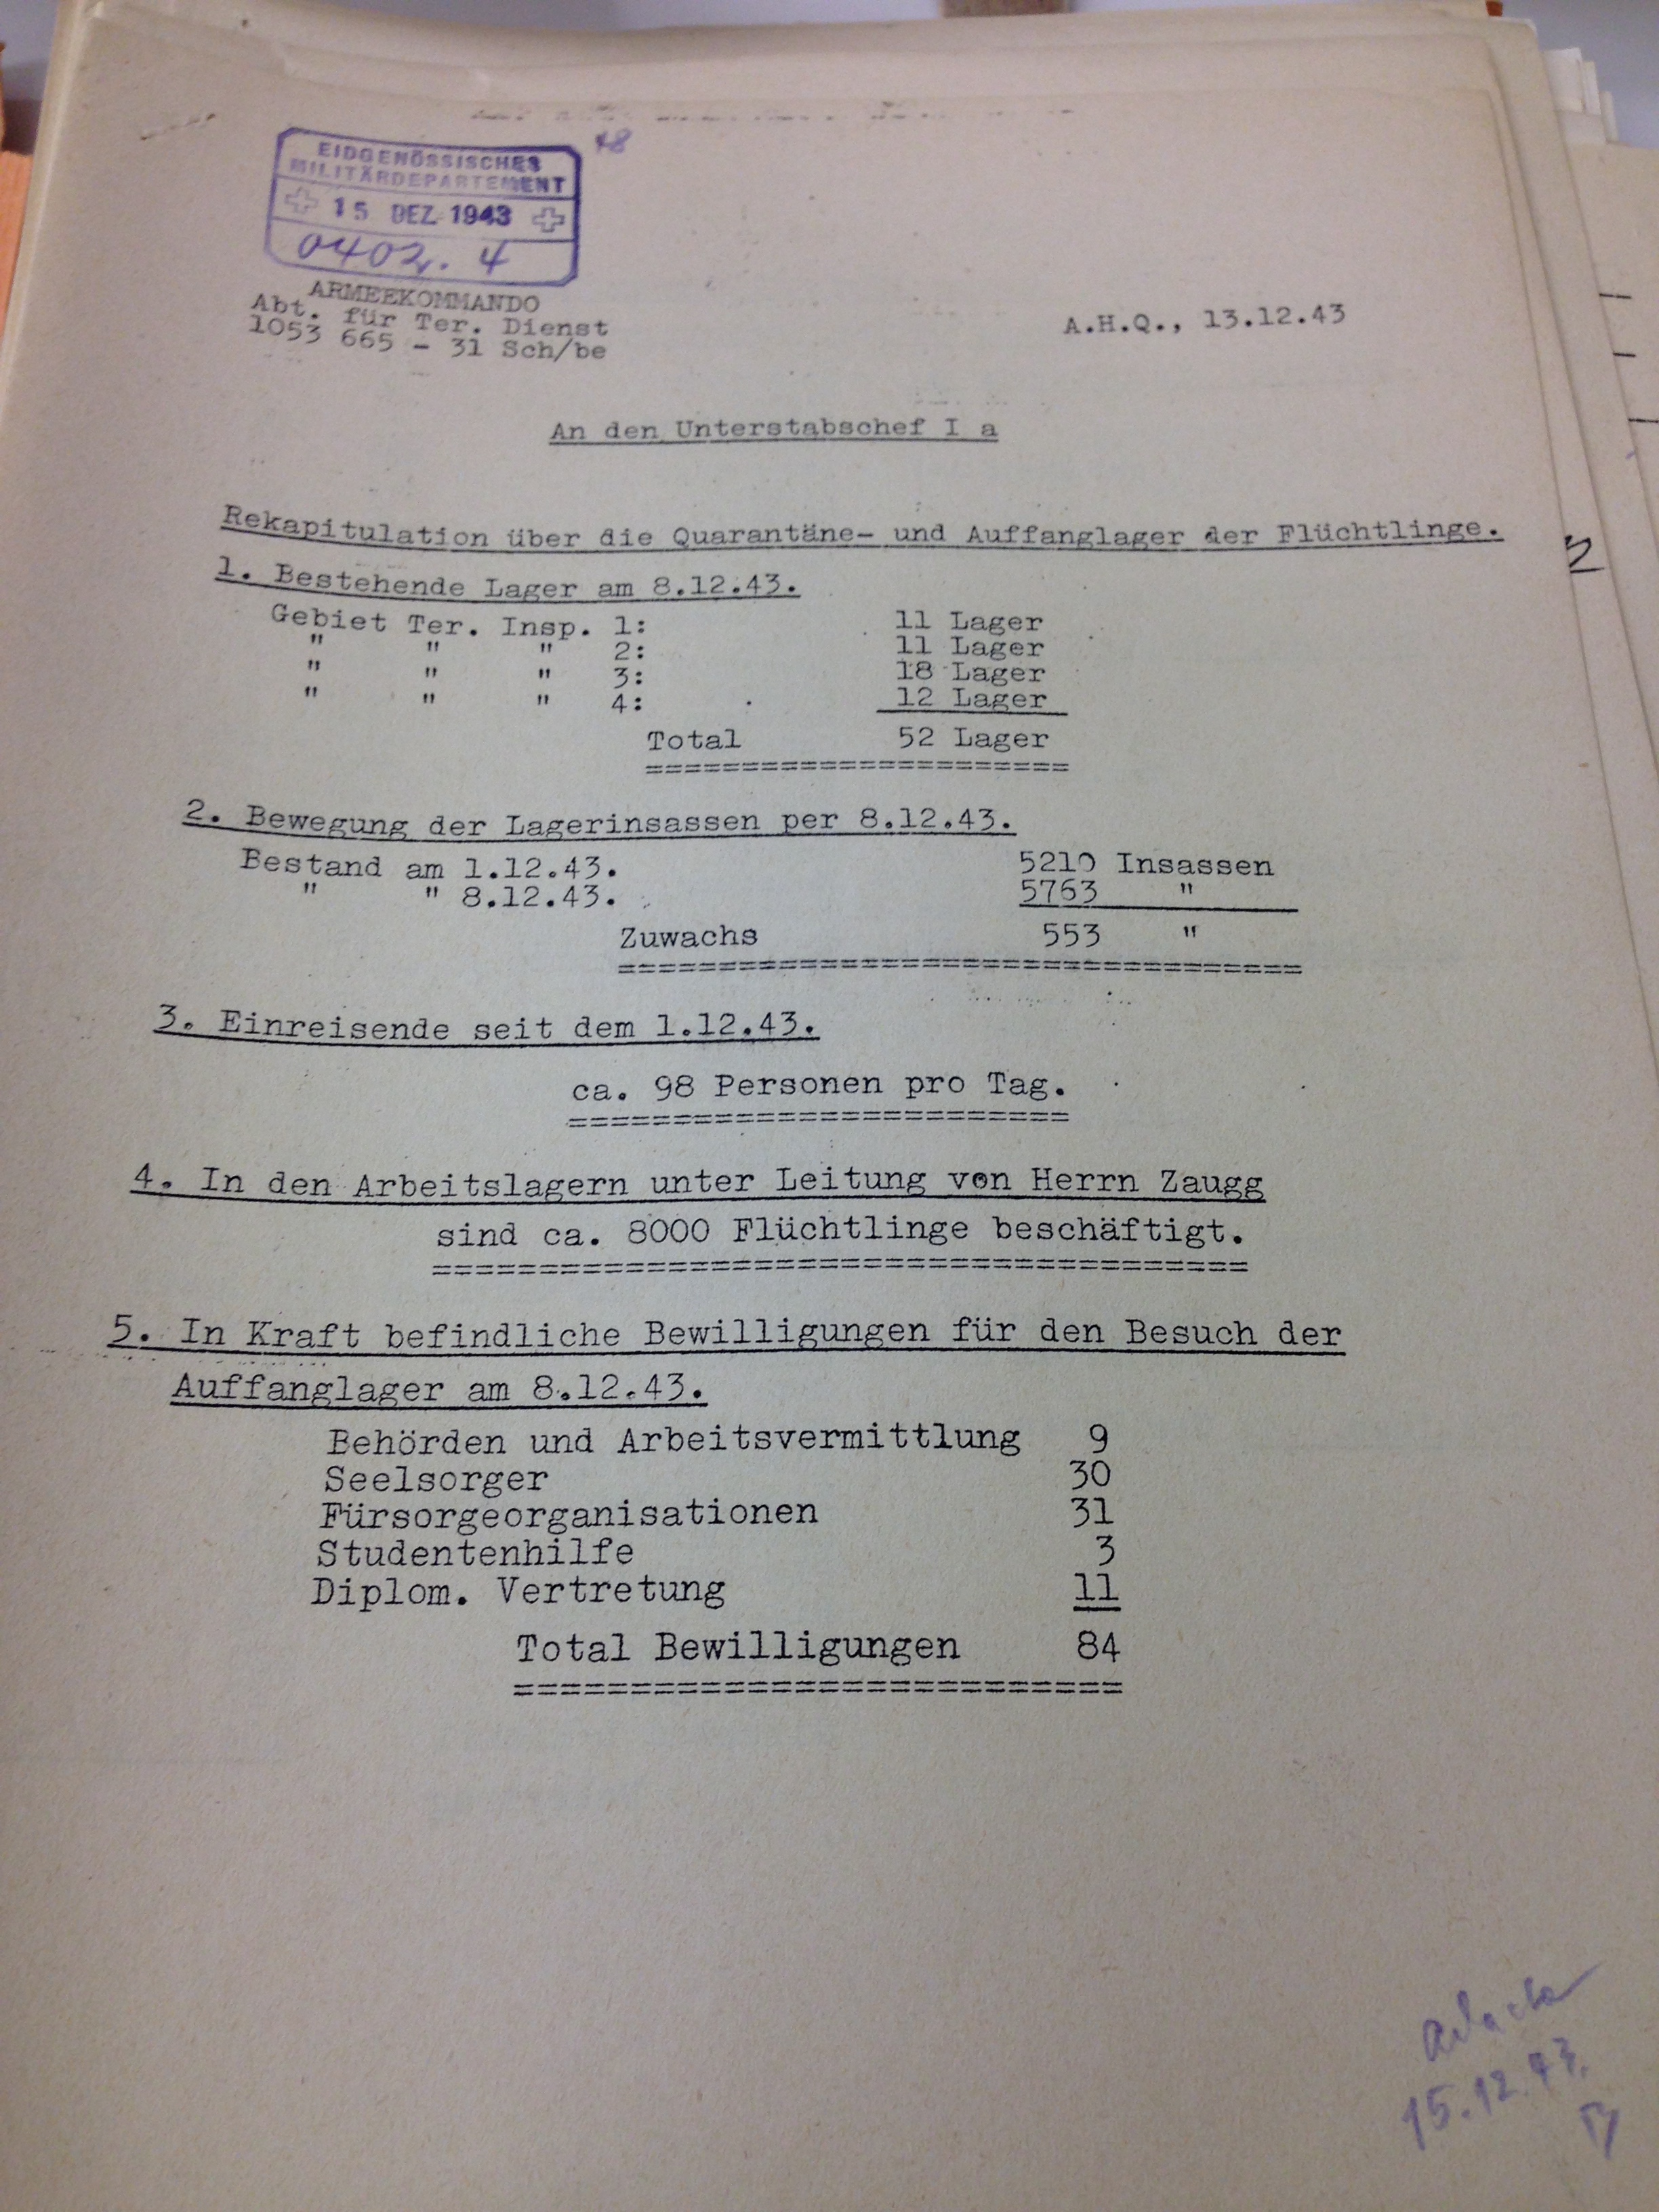 EIDGENÖSSISCHES
MILITÄRDEPARTEMENT
15 DEZ. 1943
0402. 4
ARMEEKOMMANDO
Abt. für Ter. Dienst
1053 665 - 31 Sch/be
A.H.Q., 13.12.43
An den Unterstabschef I a
Rekapitulation über die Quarantäne- und Auffanglager der Flüchtlinge.
1. Bestehende Lager am 8.12.43.
Gebiet Ter. Insp. 1: 11 Lager
" " " 2: 11 Lager
" " " 3: 18 Lager
" " " 4: 12 Lager
Total 52 Lager
======================
2. Bewegung der Lagerinsassen per 8.12.43.
Bestand am 1.12.43. 5210 Insassen
" " 8.12.43. 5763 "
Zuwachs 553 "
==================================
3. Einreisende seit dem 1.12.43.
ca. 98 Personen pro Tag.
========================
4. In den Arbeitslagern unter Leitung von Herrn Zaugg
sind ca. 8000 Flüchtlinge beschäftigt.
======================================
5. In Kraft befindliche Bewilligungen für den Besuch der
Auffanglager am 8.12.43.
Behörden und Arbeitsvermittlung 9
Seelsorger 30
Fürsorgeorganisationen 31
Studentenhilfe 3
Diplom. Vertretung 11
Total Bewilligungen 84
==========================
15.12.43.